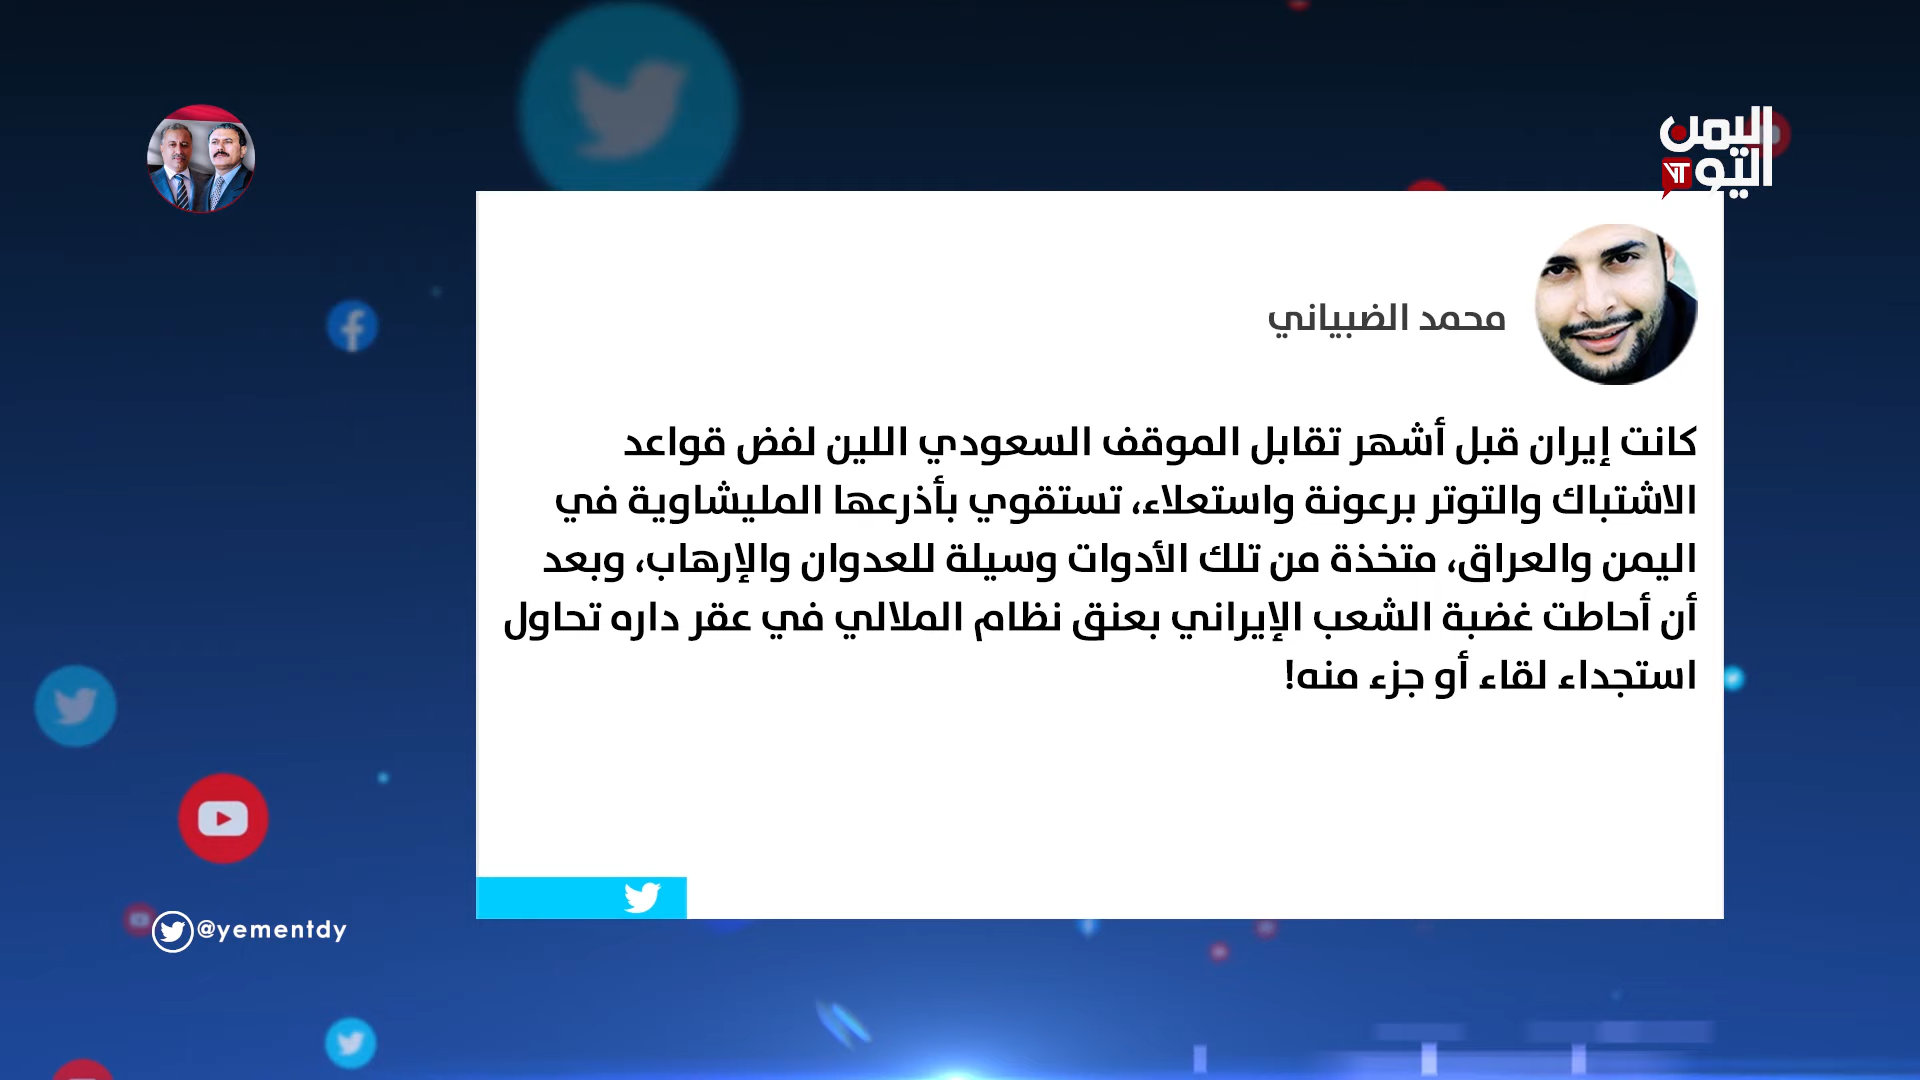 اليمن
اليوم
YT
محمد الضبياني
كانت إيران قبل أشهر تقابل الموقف السعودي اللين لفض قواعد
الاشتباك والتوتر برعونة واستعلاء، تستقوي بأذرعها المليشاوية في
اليمن والعراق، متخذة من تلك الأدوات وسيلة للعدوان والإرهاب، وبعد
أن أحاطت غضبة الشعب الإيراني بعنق نظام الملالي في عقر داره تحاول
استجداء لقاء أو جزء منه!
@yementdy